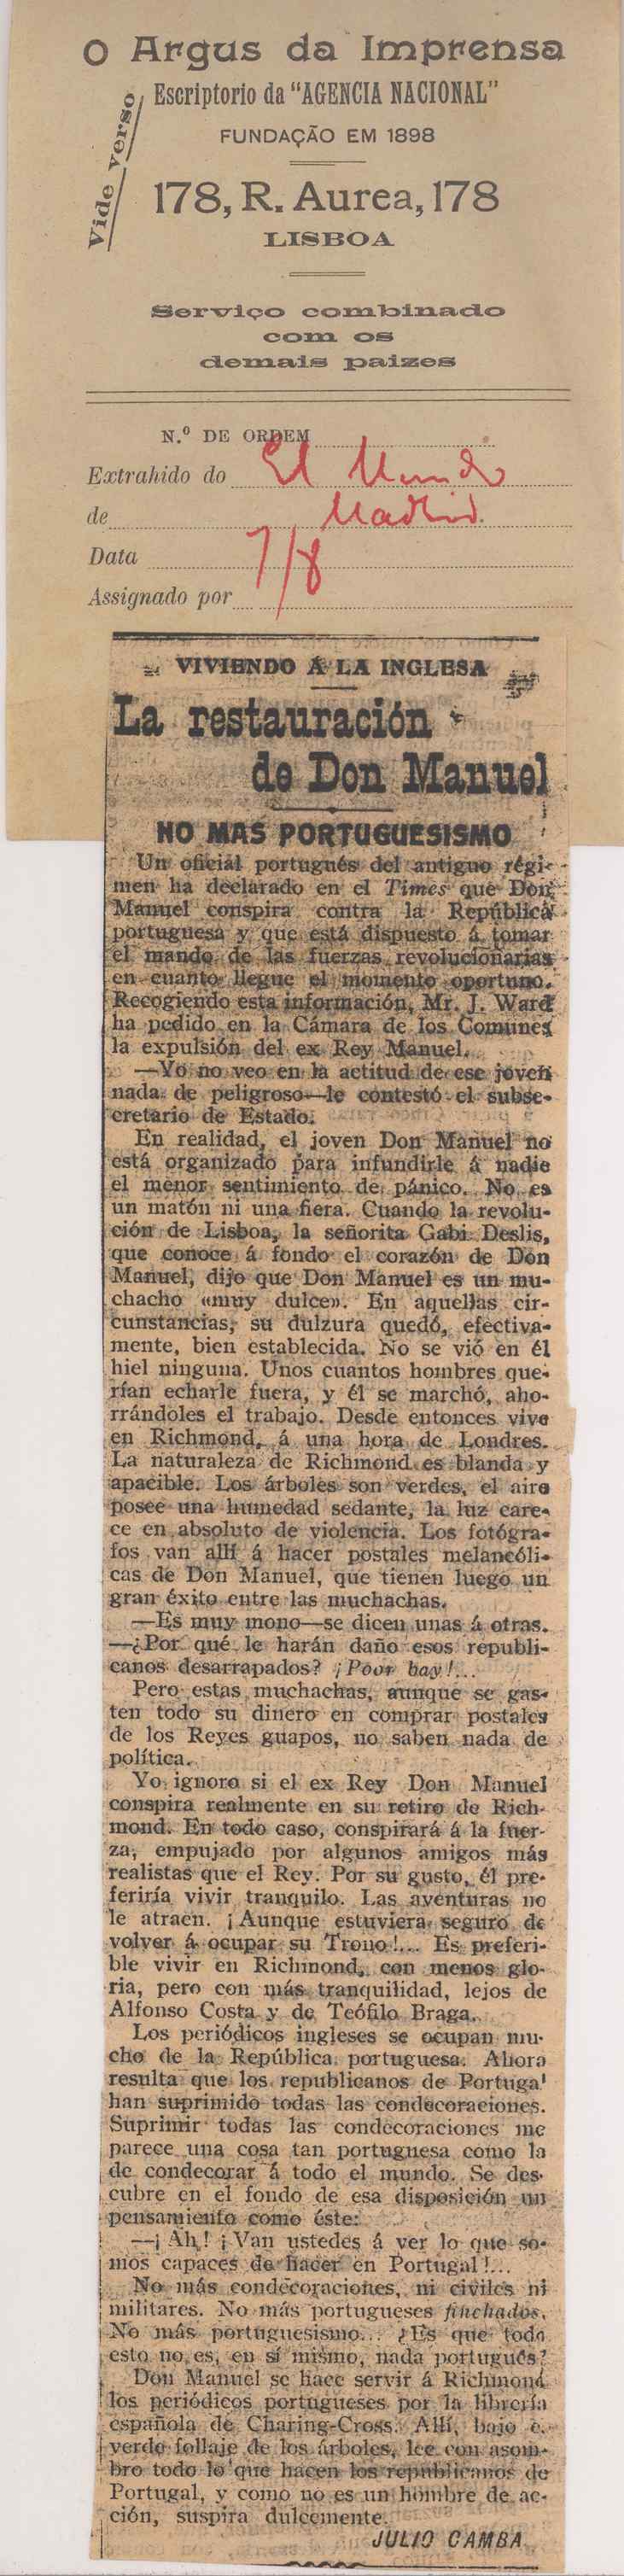 O Argus da Imprensa
Escriptorio da "AGENCIA NACIONAL"
Vide verso
FUNDAÇÃO EM 1898
178, R. Aurea, 178
LISBOA
Serviço combinado
com os
demais paizes
N.º DE ORDEM
Extrahido do El Mundo
de Madrid.
Data 7/8
Assignado por
VIVIENDO Á LA INGLESA
La restauración
de Don Manuel
NO MAS PORTUGUESISMO
Un oficial portugués del antiguo régi-
men ha declarado en el Times que Don
Manuel conspira contra la República
portuguesa y que está dispuesto á tomar
el mando de las fuerzas revolucionarias
en cuanto llegue el momento oportuno.
Recogiendo esta información, Mr. J. Ward
ha pedido en la Cámara de los Comunes
la expulsión del ex Rey Manuel.
—Yo no veo en la actitud de ese joven
nada de peligroso—le contestó el subse-
cretario de Estado.
En realidad, el joven Don Manuel no
está organizado para infundirle á nadie
el menor sentimiento de pánico. No es
un matón ni una fiera. Cuando la revolu-
ción de Lisboa, la señorita Gabi Deslis,
que conoce á fondo el corazón de Don
Manuel, dijo que Don Manuel es un mu-
chacho «muy dulce». En aquellas cir-
cunstancias, su dulzura quedó, efectiva-
mente, bien establecida. No se vió en él
hiel ninguna. Unos cuantos hombres que-
rían echarle fuera, y él se marchó, aho-
rrándoles el trabajo. Desde entonces vive
en Richmond, á una hora de Londres.
La naturaleza de Richmond es blanda y
apacible. Los árboles son verdes, el aire
posee una humedad sedante, la luz care-
ce en absoluto de violencia. Los fotógra-
fos van allí á hacer postales melancóli-
cas de Don Manuel, que tienen luego un
gran éxito entre las muchachas.
—Es muy mono—se dicen unas á otras.
—¿Por qué le harán daño esos republi-
canos desarrapados? ¡Poor bay!...
Pero estas muchachas, aunque se gas-
ten todo su dinero en comprar postales
de los Reyes guapos, no saben nada de
política.
Yo ignoro si el ex Rey Don Manuel
conspira realmente en su retiro de Rich-
mond. En todo caso, conspirará á la fuer-
za, empujado por algunos amigos más
realistas que el Rey. Por su gusto, él pre-
feriría vivir tranquilo. Las aventuras no
le atraen. ¡Aunque estuviera seguro de
volver á ocupar su Trono!... Es preferi-
ble vivir en Richmond, con menos glo-
ria, pero con más tranquilidad, lejos de
Alfonso Costa y de Teófilo Braga.
Los periódicos ingleses se ocupan mu-
cho de la República portuguesa. Ahora
resulta que los republicanos de Portugal
han suprimido todas las condecoraciones.
Suprimir todas las condecoraciones me
parece una cosa tan portuguesa como la
de condecorar á todo el mundo. Se des-
cubre en el fondo de esa disposición un
pensamiento como éste:
—¡Ah! ¡Van ustedes á ver lo que so-
mos capaces de hacer en Portugal!...
No más condecoraciones, ni civiles ni
militares. No más portugueses finchados.
No más portuguesismo... ¿Es que todo
esto no es, en sí mismo, nada portugués?
Don Manuel se hace servir á Richmond
los periódicos portugueses por la librería
española de Charing-Cross. Allí, bajo e
verde follaje de los árboles, lee con asom-
bro todo lo que hacen los republicanos de
Portugal, y como no es un hombre de ac-
ción, suspira dulcemente.
JULIO CAMBA